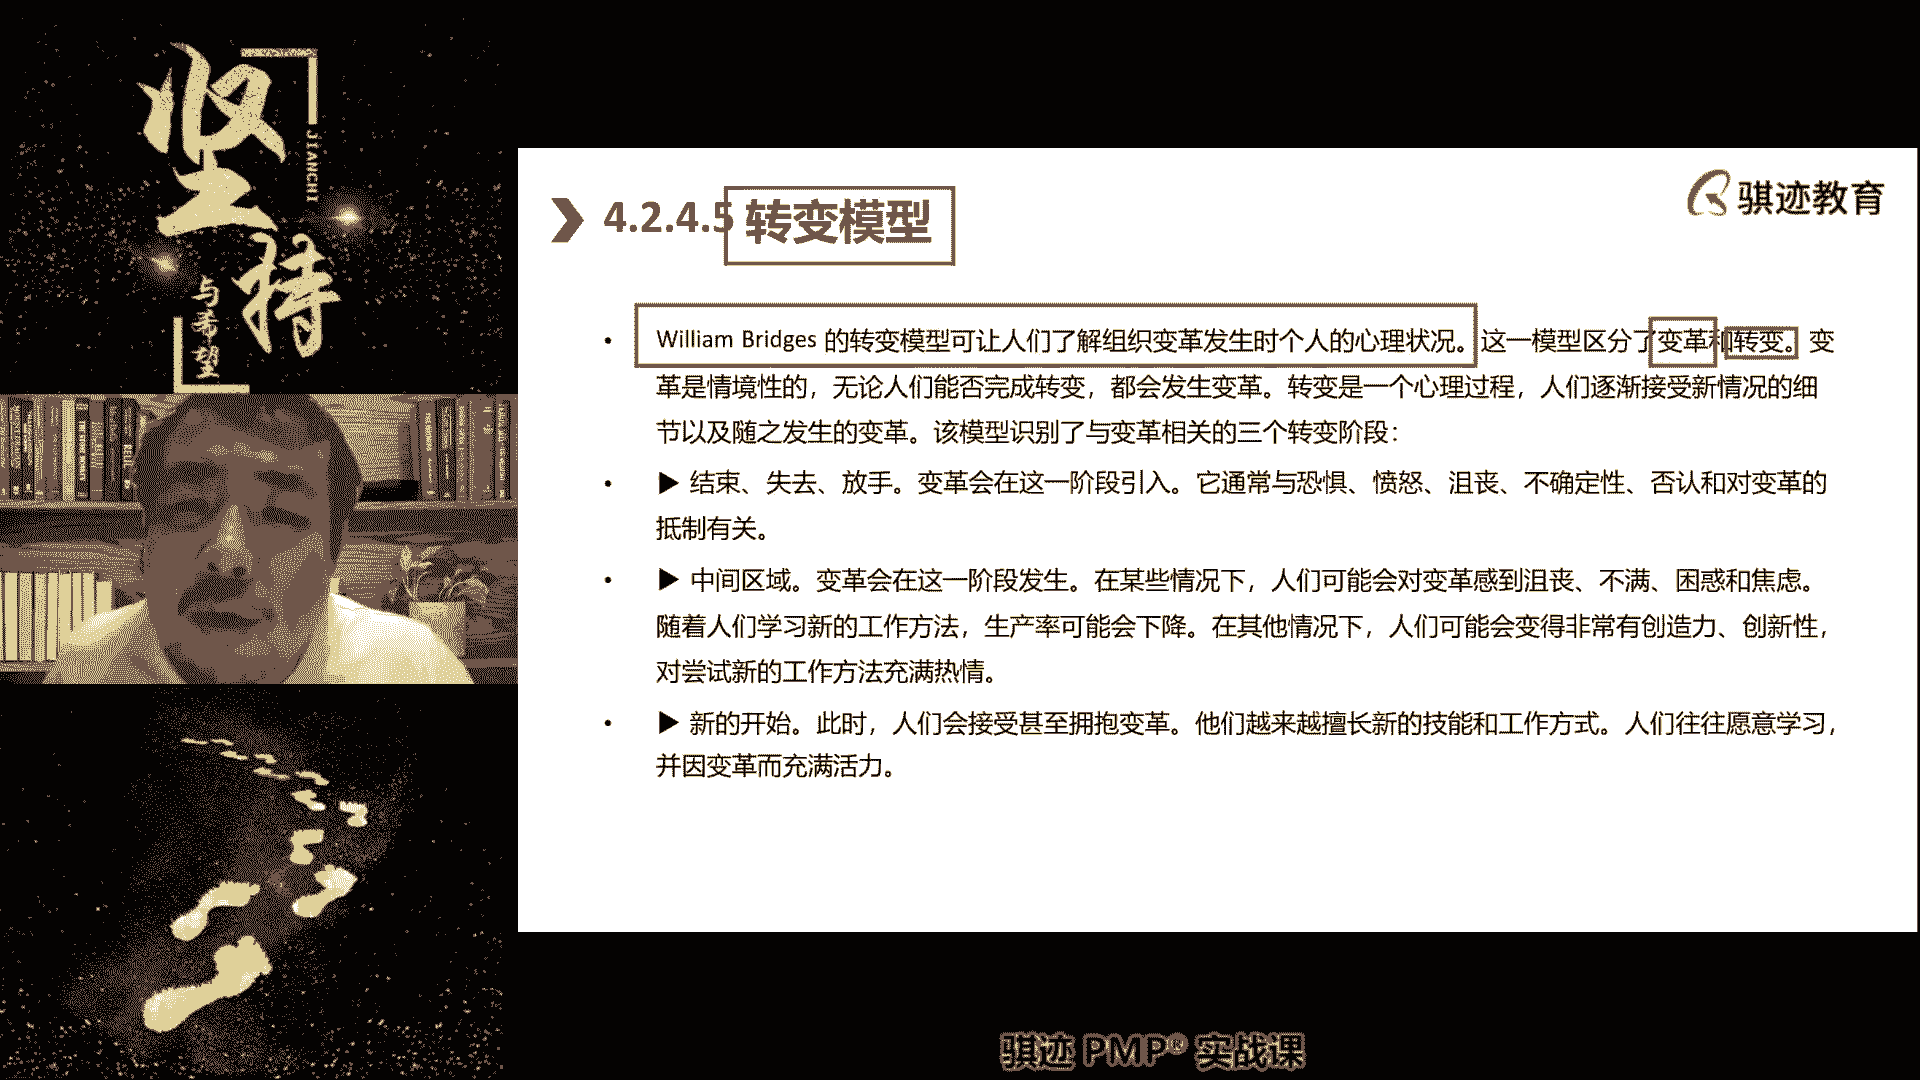 坚
持
JIANCHI
与希望
骐迹教育
4.2.4.5 转变模型
• William Bridges 的转变模型可让人们了解组织变革发生时个人的心理状况。这一模型区分了变革和转变。变
革是情境性的，无论人们能否完成转变，都会发生变革。转变是一个心理过程，人们逐渐接受新情况的细
节以及随之发生的变革。该模型识别了与变革相关的三个转变阶段：
• ▶ 结束、失去、放手。变革会在这一阶段引入。它通常与恐惧、愤怒、沮丧、不确定性、否认和对变革的
抵制有关。
• ▶ 中间区域。变革会在这一阶段发生。在某些情况下，人们可能会对变革感到沮丧、不满、困惑和焦虑。
随着人们学习新的工作方法，生产率可能会下降。在其他情况下，人们可能会变得非常有创造力、创新性，
对尝试新的工作方法充满热情。
• ▶ 新的开始。此时，人们会接受甚至拥抱变革。他们越来越擅长新的技能和工作方式。人们往往愿意学习，
并因变革而充满活力。
骐迹 PMP® 实战课